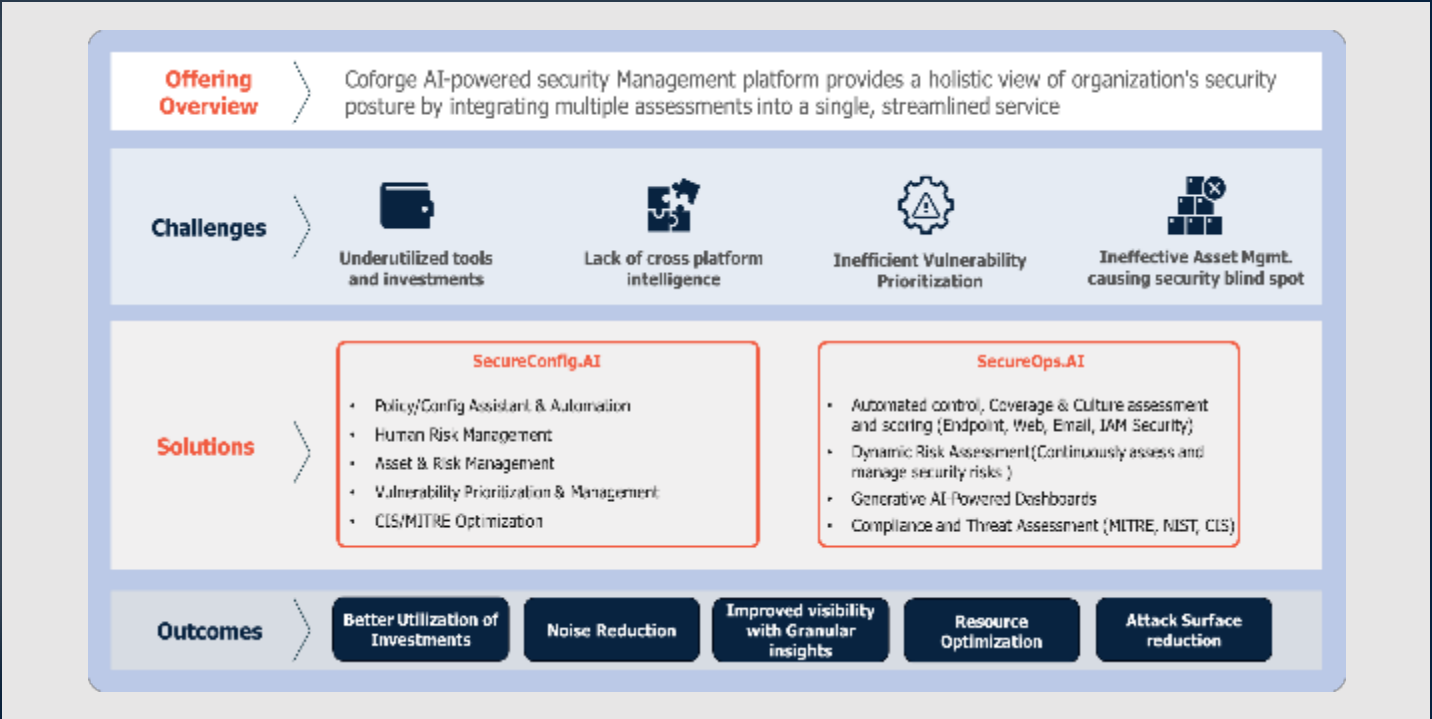 Offering
Overview
Coforge AI-powered security Management platform provides a holistic view of organization's security
posture by integrating multiple assessments into a single, streamlined service
Challenges
Underutilized tools
and investments
Lack of cross platform
intelligence
Inefficient Vulnerability
Prioritization
Ineffective Asset Mgmt.
causing security blind spot
Solutions
SecureConfig.AI
• Policy/Config Assistant & Automation
• Human Risk Management
• Asset & Risk Management
• Vulnerability Prioritization & Management
• CIS/MITRE Optimization
SecureOps.AI
• Automated control, Coverage & Culture assessment
and scoring (Endpoint, Web, Email, IAM Security)
• Dynamic Risk Assessment(Continuously assess and
manage security risks )
• Generative AI-Powered Dashboards
• Compliance and Threat Assessment (MITRE, NIST, CIS)
Outcomes
Better Utilization of
Investments
Noise Reduction
Improved visibility
with Granular
insights
Resource
Optimization
Attack Surface
reduction